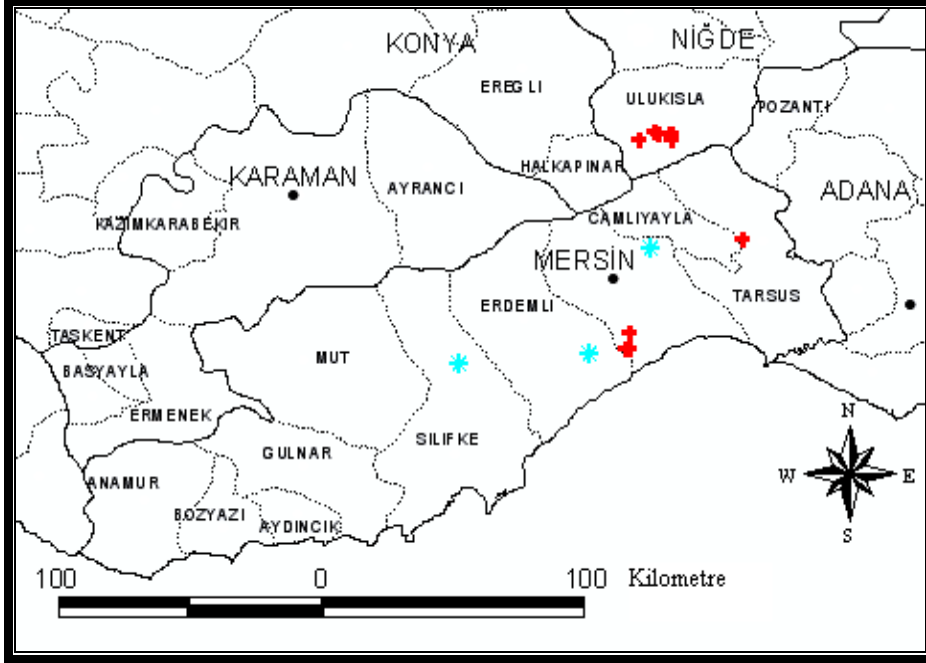 KONYA
NİĞDE
EREGLI
ULUKISLA
POZANTI
HALKAPINAR
KARAMAN
AYRANCI
ADANA
CAMLIYAYLA
KAZIMKARABEKIR
MERSİN
TARSUS
ERDEMLI
TASKENT
MUT
BASYAYLA
ERMENEK
SILIFKE
GULNAR
ANAMUR
BOZYAZI
AYDINCIK
N
W E
S
100 0 100 Kilometre